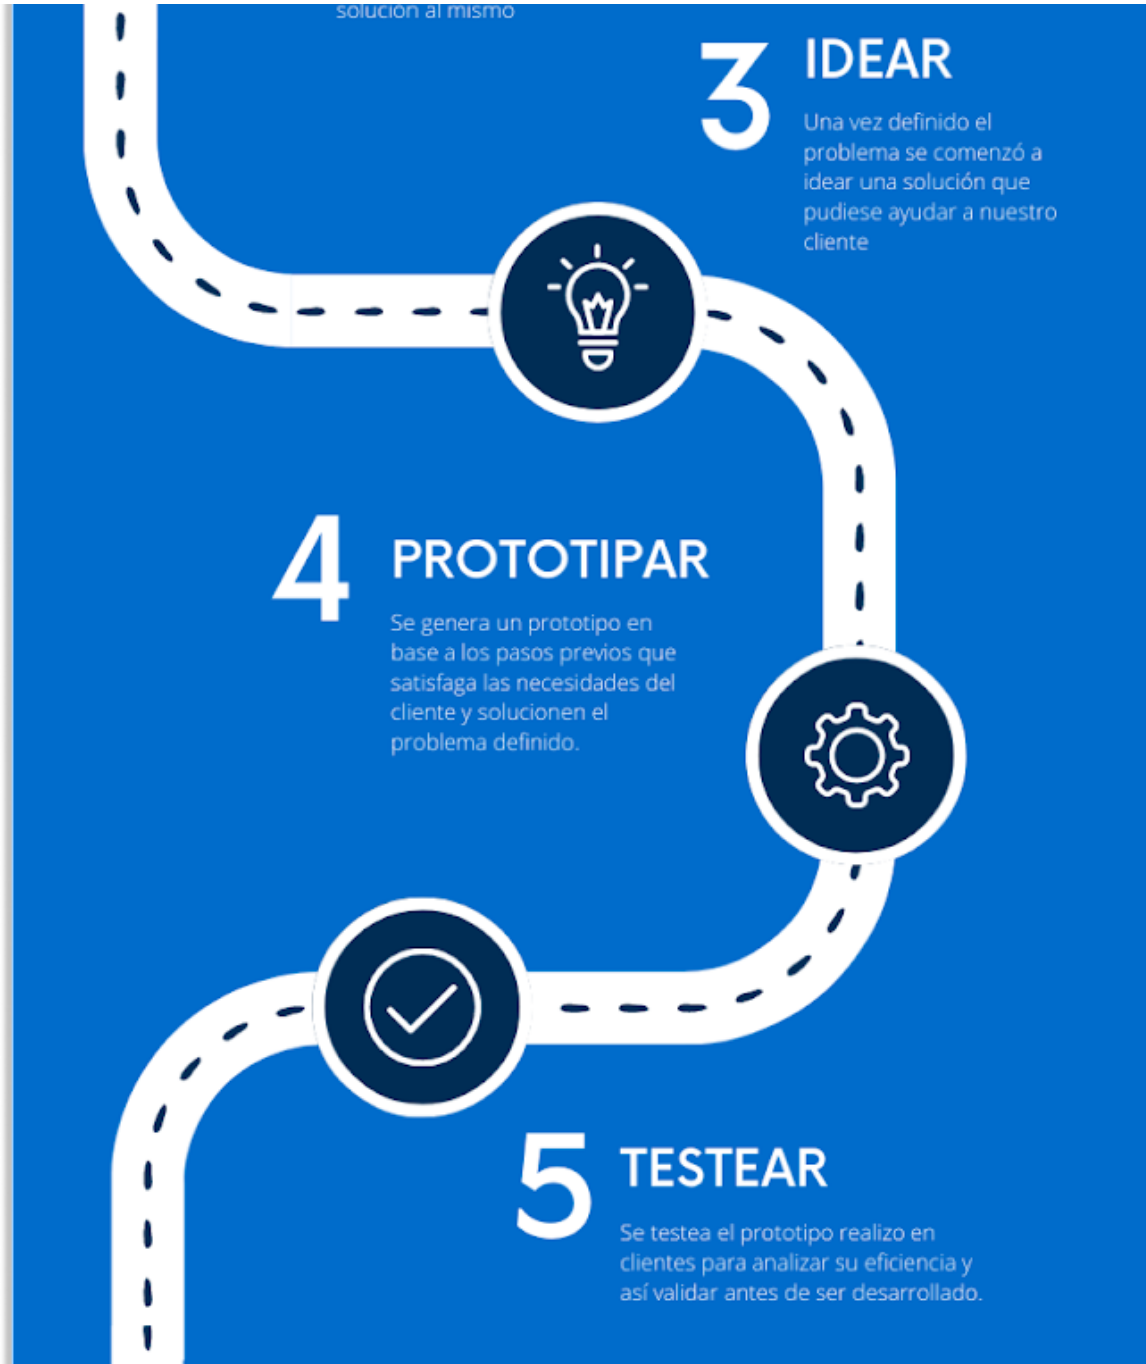 solución al mismo
3
IDEAR
Una vez definido el
problema se comenzó a
idear una solución que
pudiese ayudar a nuestro
cliente
4
PROTOTIPAR
Se genera un prototipo en
base a los pasos previos que
satisfaga las necesidades del
cliente y solucionen el
problema definido.
5
TESTEAR
Se testea el prototipo realizo en
clientes para analizar su eficiencia y
así validar antes de ser desarrollado.